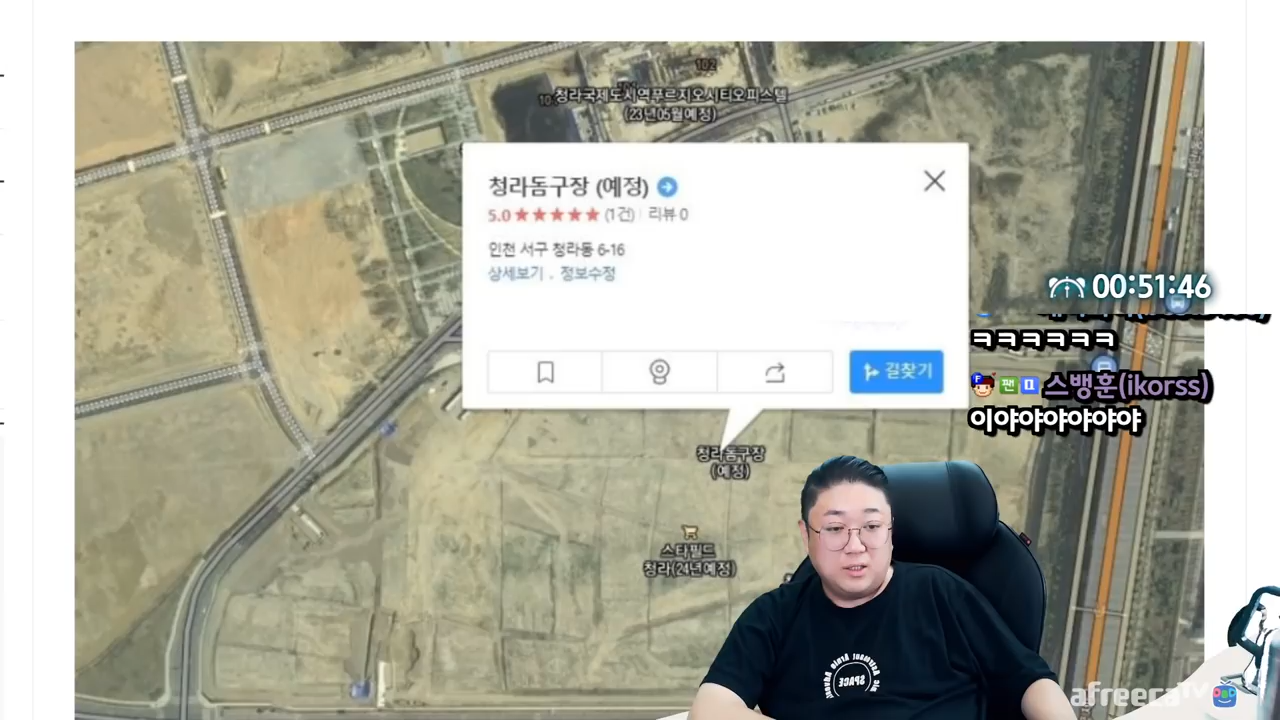 102
청라국제도시역푸르지오시티오피스텔
(23년05월예정)
청라돔구장 (예정)
5.0 ★★★★★ (1건) 리뷰 0
인천 서구 청라동 6-16
상세보기 . 정보수정
00:51:46
ㅋㅋㅋㅋㅋㅋ
길찾기
F 팬 스뱅훈(ikorss)
이야야야야야야
청라돔구장
(예정)
스타필드
청라(24년예정)
SPACE
afreecaTV